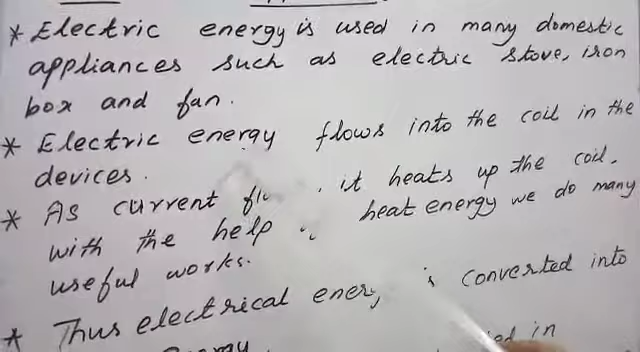 * Electric energy is used in many domestic
appliances such as electric stove, iron
box and fan.
* Electric energy flows into the coil in the
devices.
* As current it heats up the coil.
with the help heat energy we do many
useful works.
* Thus electrical converted into
in